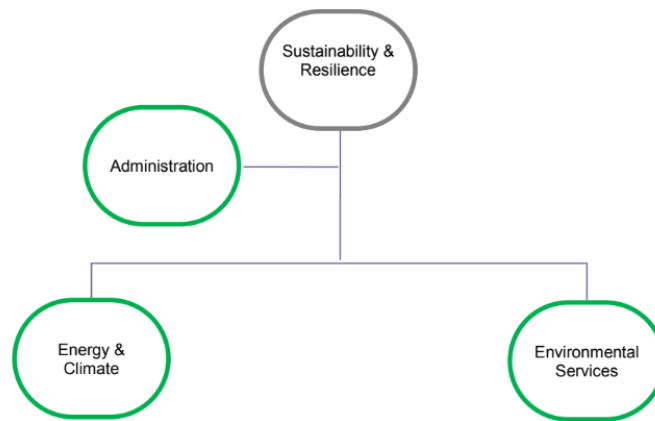 Sustainability &
Resilience
Administration
Energy &
Climate
Environmental
Services